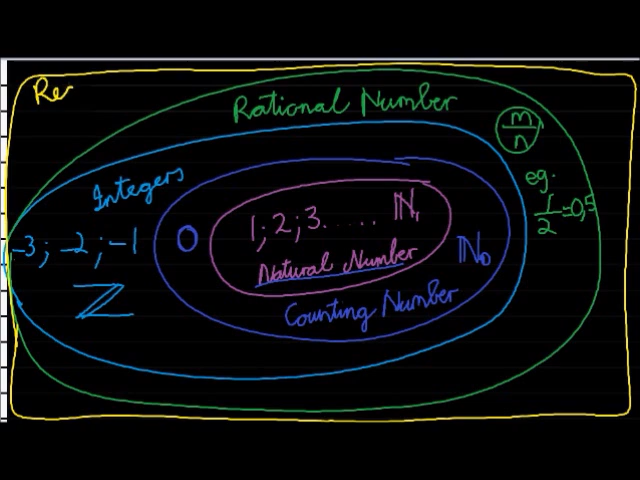 Re
Rational Number
m/n
eg.
1/2 = 0,5
Integers
-3; -2; -1
ℤ
0
ℕ₀
Counting Number
1; 2; 3..... ℕ₁
Natural Number